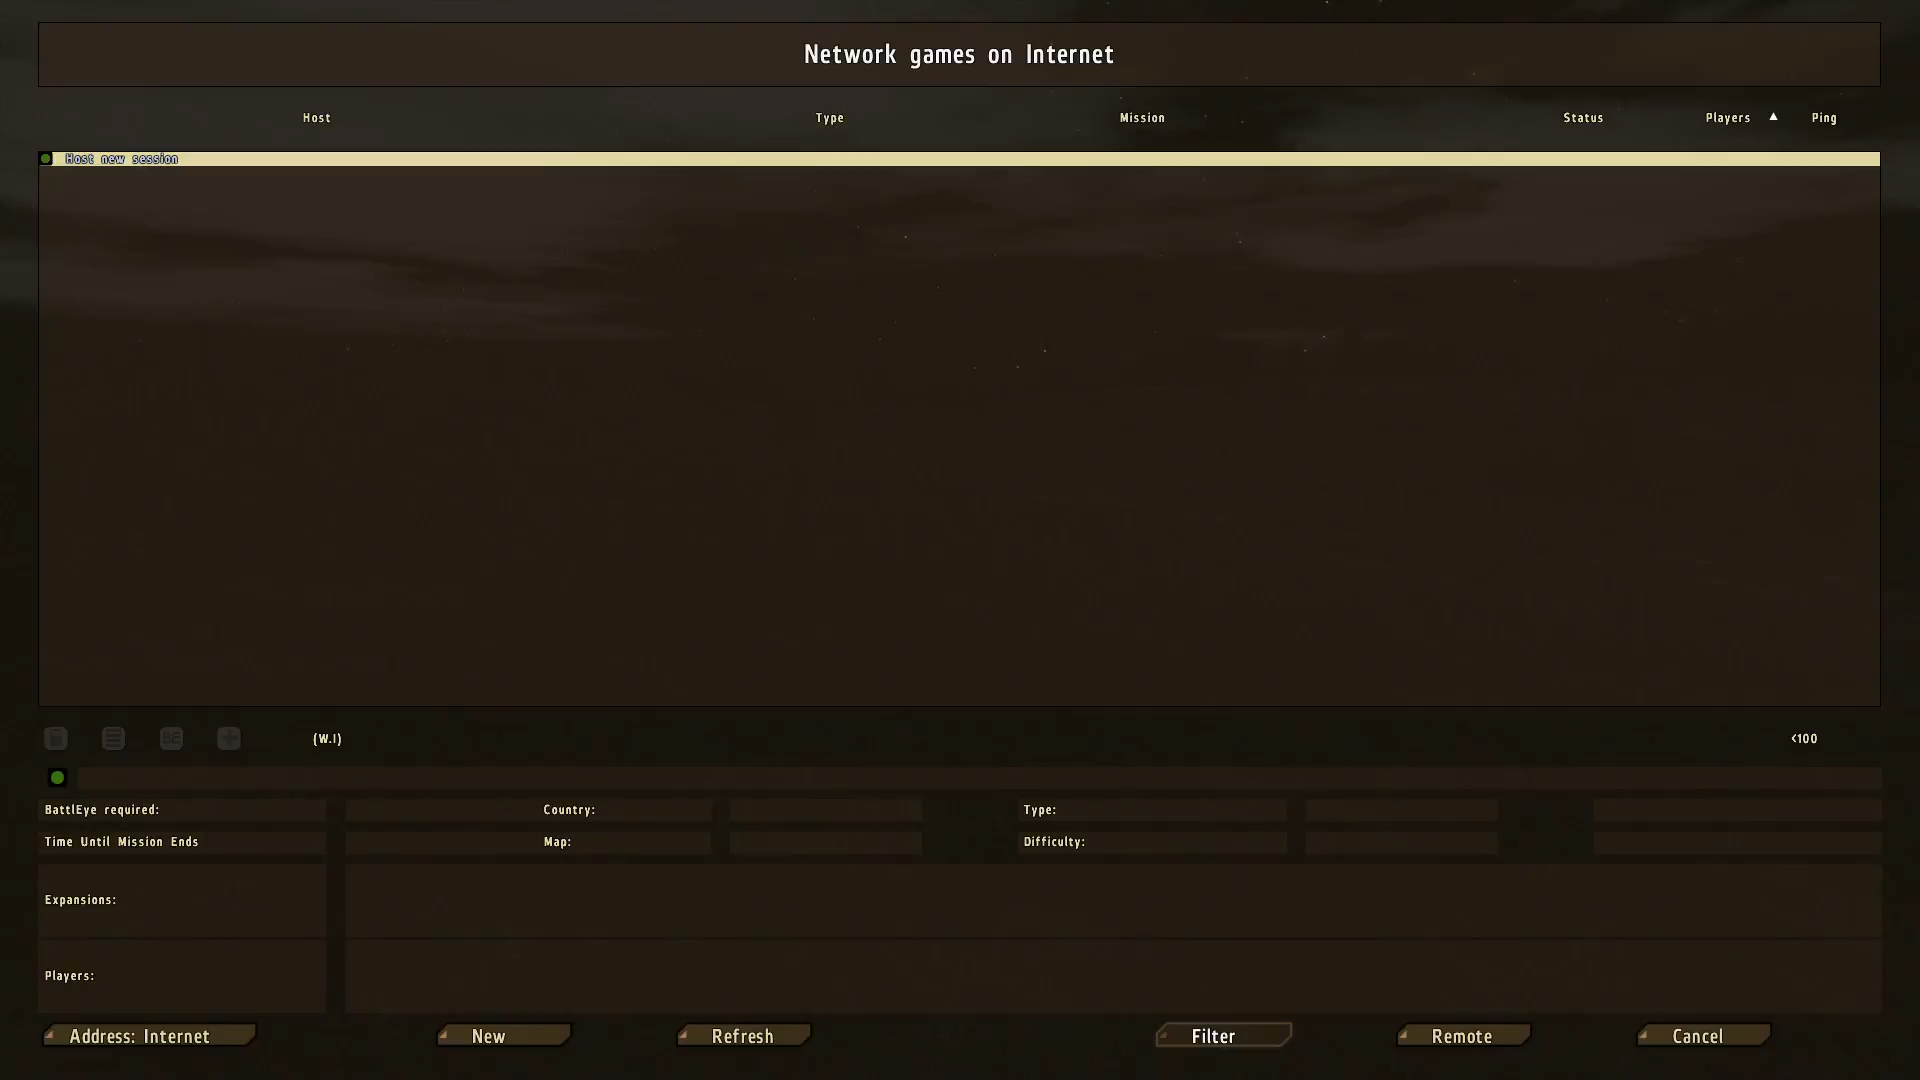 Network games on Internet
Host Type Mission Status Players ▲ Ping
Host new session
BE (W.I) <100
BattlEye required: Country: Type:
Time Until Mission Ends Map: Difficulty:
Expansions:
Players:
Address: Internet New Refresh Filter Remote Cancel